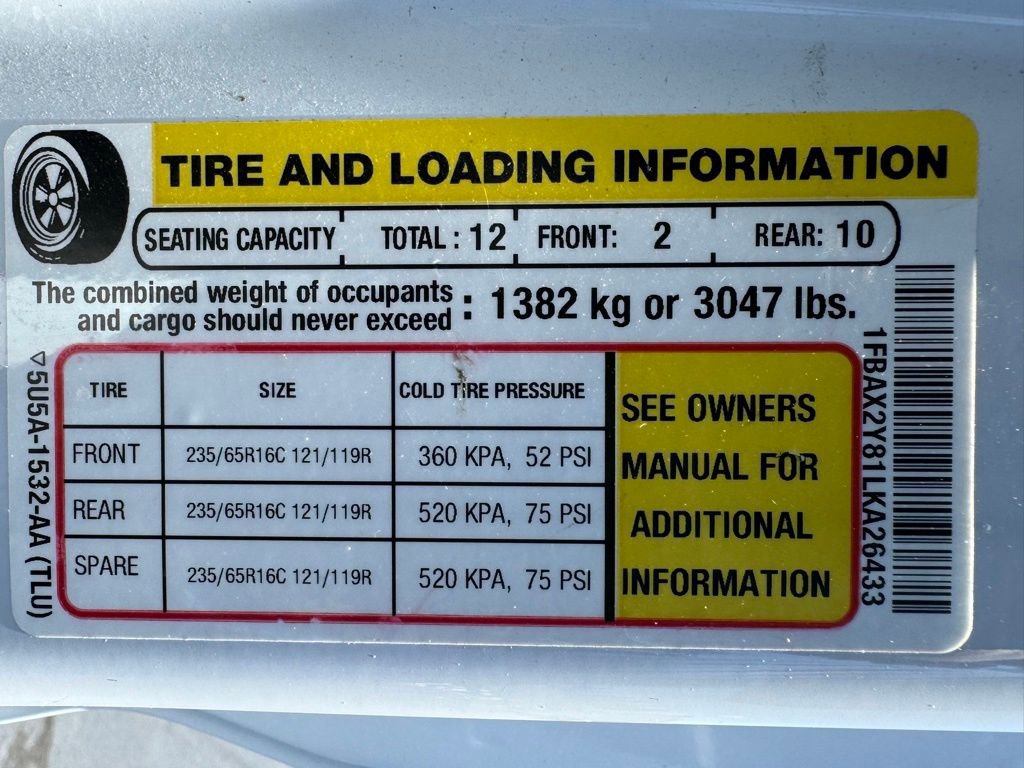 TIRE AND LOADING INFORMATION
SEATING CAPACITY TOTAL : 12 FRONT: 2 REAR: 10
The combined weight of occupants
and cargo should never exceed : 1382 kg or 3047 lbs.
TIRE SIZE COLD TIRE PRESSURE
FRONT 235/65R16C 121/119R 360 KPA, 52 PSI
REAR 235/65R16C 121/119R 520 KPA, 75 PSI
SPARE 235/65R16C 121/119R 520 KPA, 75 PSI
SEE OWNERS
MANUAL FOR
ADDITIONAL
INFORMATION
▽5U5A-1532-AA (TLU)
1FBAX2Y81LKA26433